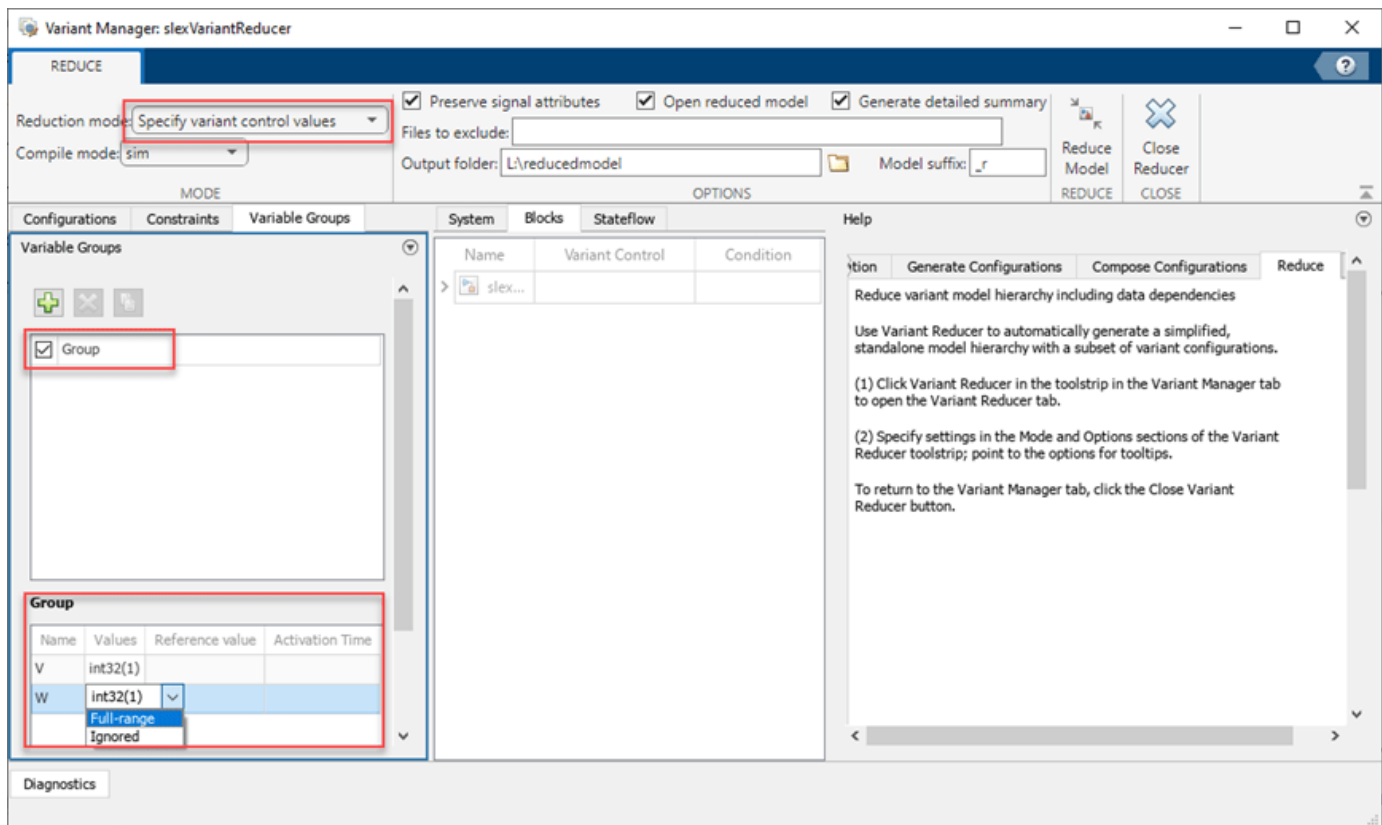 Variant Manager: slexVariantReducer
REDUCE
Reduction mode: Specify variant control values
Compile mode: sim
MODE
Preserve signal attributes Open reduced model Generate detailed summary
Files to exclude:
Output folder: L:\reducedmodel Model suffix: _r
OPTIONS
Reduce Model
REDUCE
Close Reducer
CLOSE
Configurations Constraints Variable Groups
Variable Groups
Group
Group
Name Values Reference value Activation Time
V int32(1)
W int32(1)
Full-range
Ignored
System Blocks Stateflow
Name Variant Control Condition
slex...
Help
tion Generate Configurations Compose Configurations Reduce
Reduce variant model hierarchy including data dependencies
Use Variant Reducer to automatically generate a simplified,
standalone model hierarchy with a subset of variant configurations.
(1) Click Variant Reducer in the toolstrip in the Variant Manager tab
to open the Variant Reducer tab.
(2) Specify settings in the Mode and Options sections of the Variant
Reducer toolstrip; point to the options for tooltips.
To return to the Variant Manager tab, click the Close Variant
Reducer button.
Diagnostics